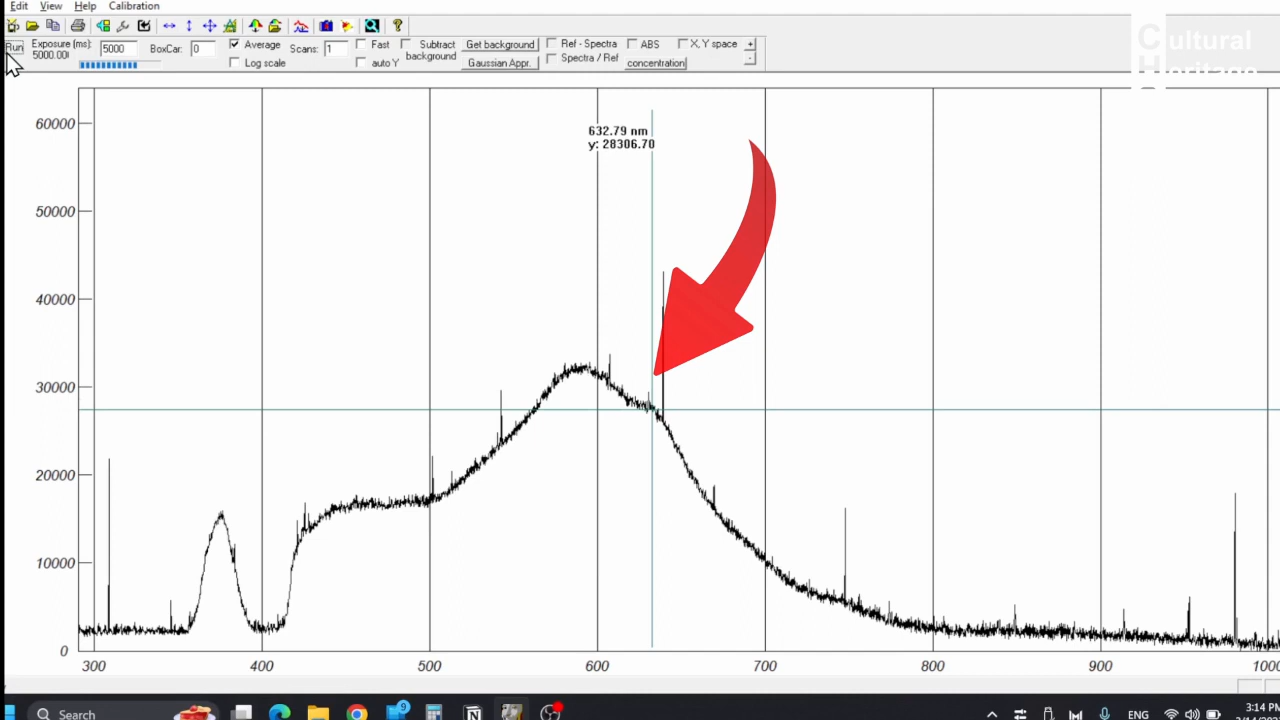 Edit View Help Calibration
Run Exposure (ms): 5000 BoxCar: 0 Average Scans: 1 Fast Subtract background Get background Ref - Spectra ABS X, Y space +
5000.00 Log scale auto Y Gaussian Appr. Spectra / Ref concentration -
Cultural
Heritage
632.79 nm
y: 28306.70
60000
50000
40000
30000
20000
10000
0
300 400 500 600 700 800 900 1000
Search 9 ENG 3:14 PM